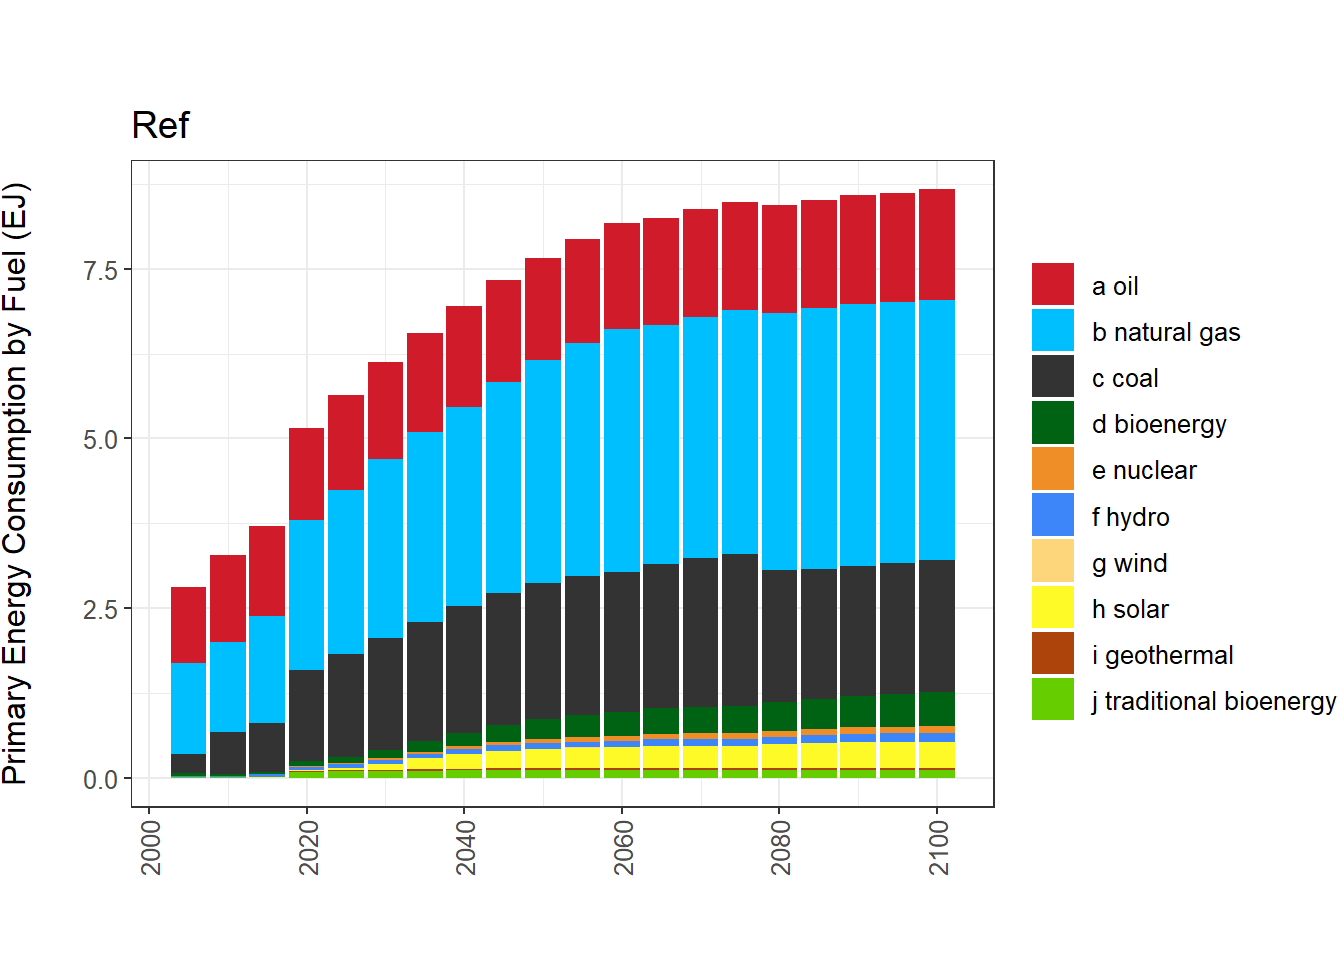 Ref
Primary Energy Consumption by Fuel (EJ)
7.5
5.0
2.5
0.0
2000
2020
2040
2060
2080
2100
a oil
b natural gas
c coal
d bioenergy
e nuclear
f hydro
g wind
h solar
i geothermal
j traditional bioenergy